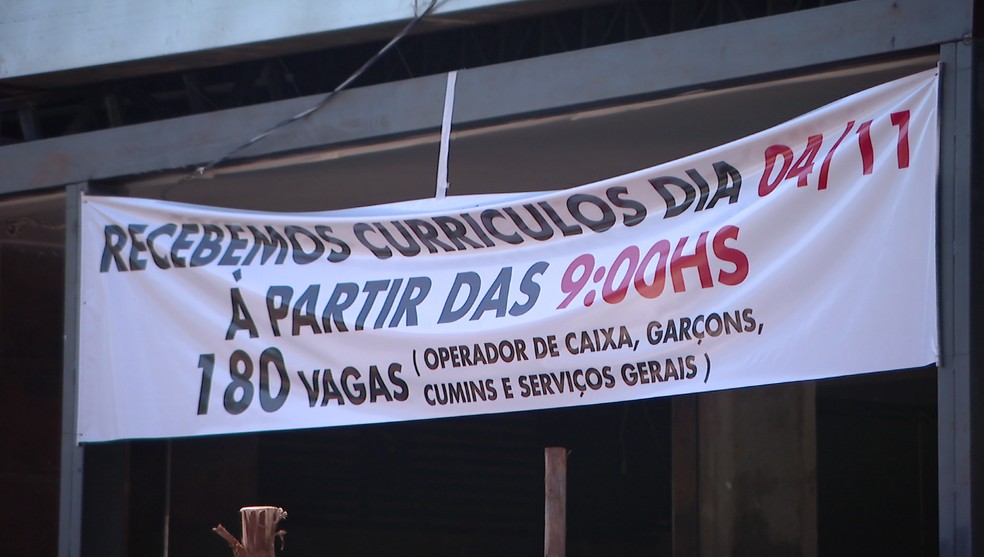 RECEBEMOS CURRICULOS DIA 04/11
À PARTIR DAS 9:00HS
180 VAGAS ( OPERADOR DE CAIXA, GARÇONS,
CUMINS E SERVIÇOS GERAIS )